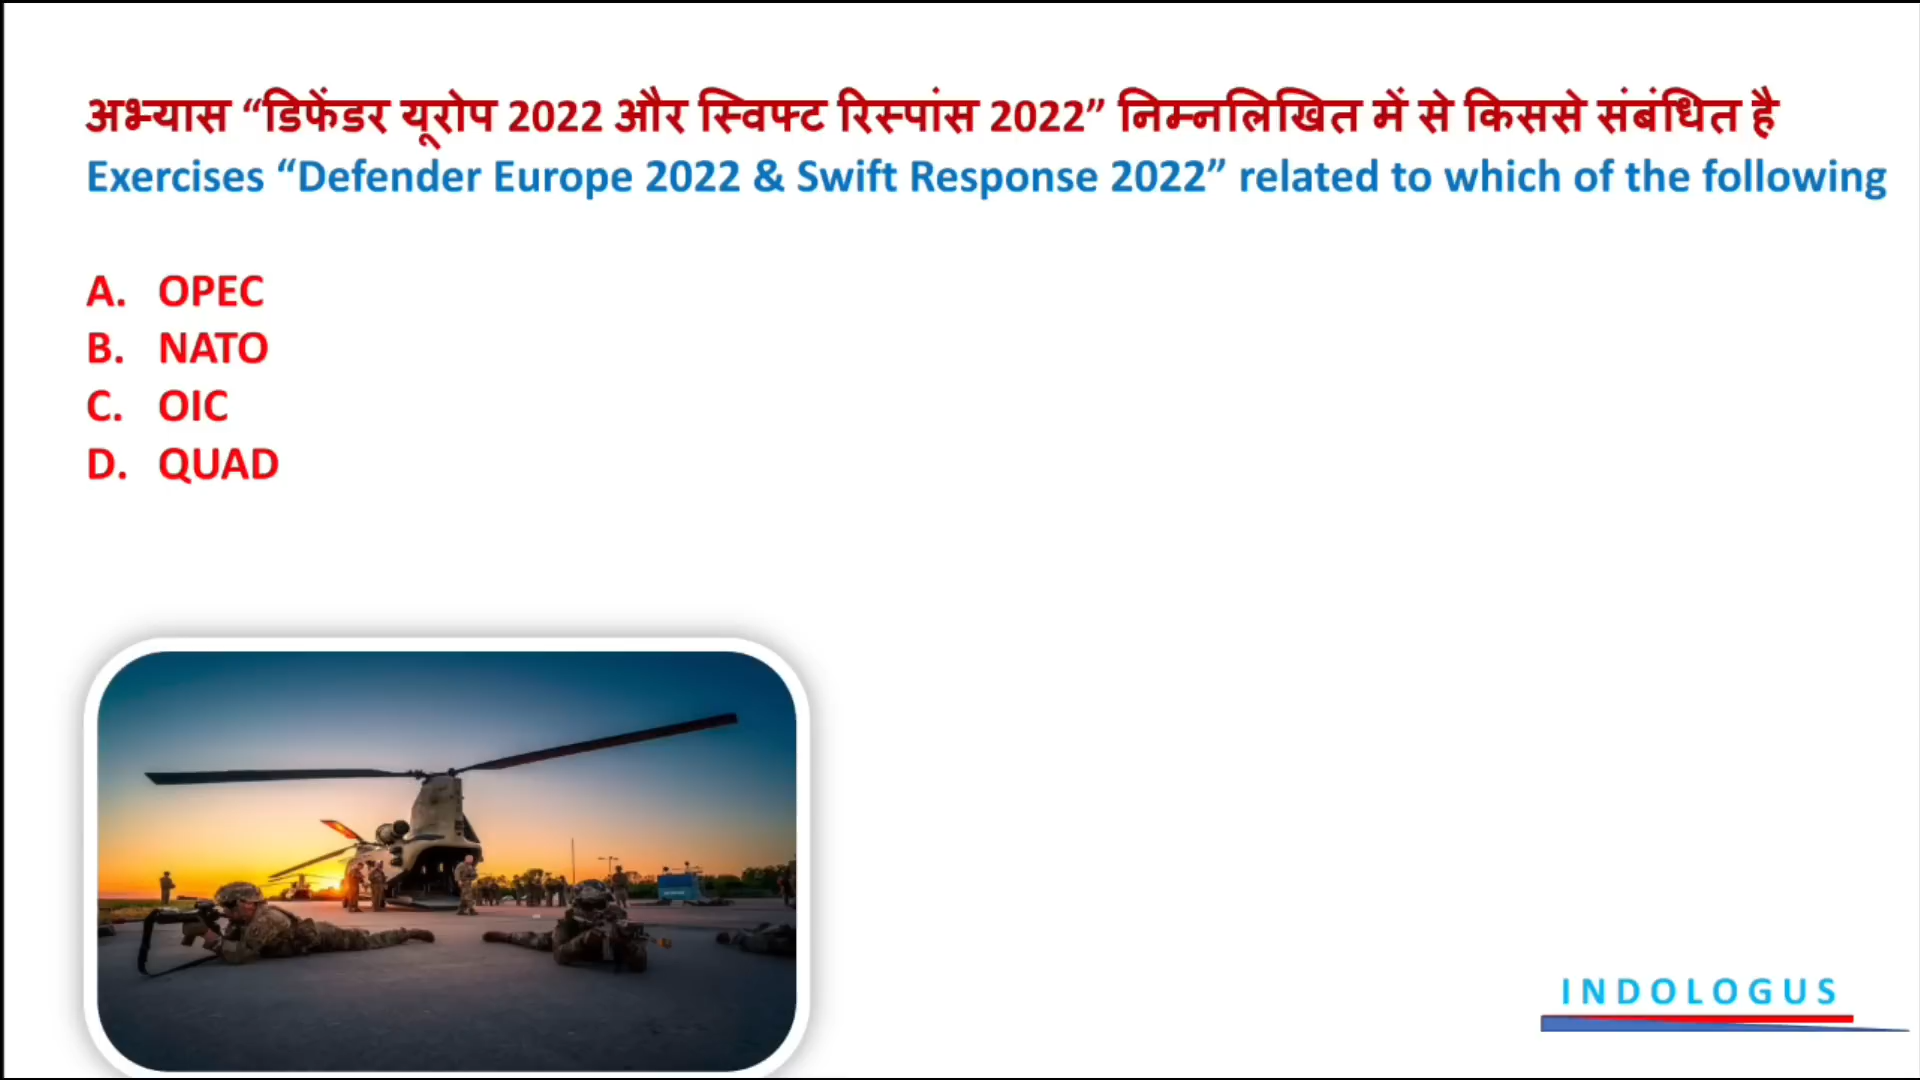 अभ्यास “डिफेंडर यूरोप 2022 और स्विफ्ट रिस्पांस 2022” निम्नलिखित में से किससे संबंधित है
Exercises “Defender Europe 2022 & Swift Response 2022” related to which of the following
A. OPEC
B. NATO
C. OIC
D. QUAD
INDOLOGUS